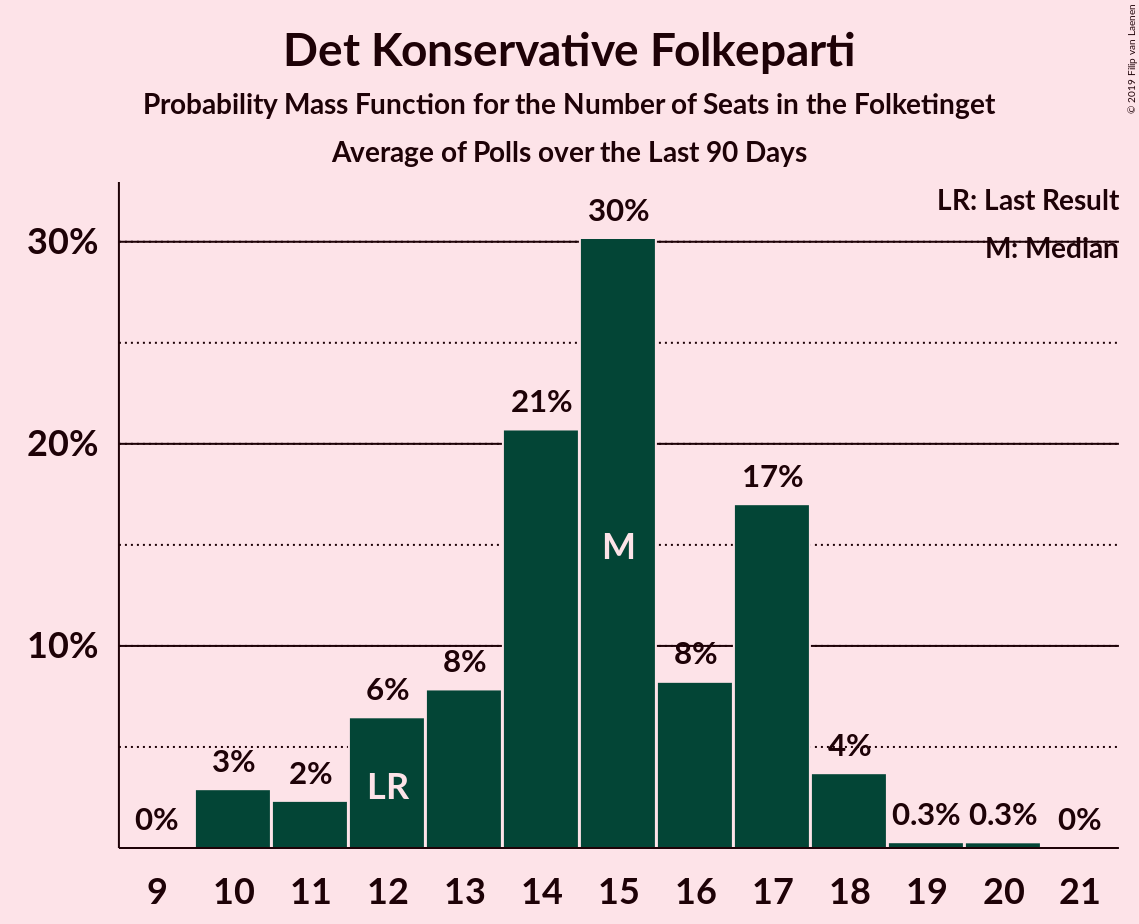 © 2019 Filip van Laenen
Det Konservative Folkeparti
Probability Mass Function for the Number of Seats in the Folketinget
Average of Polls over the Last 90 Days
LR: Last Result
M: Median
30%
20%
10%
0%
3%
2%
6%
8%
21%
30%
8%
17%
4%
0.3%
0.3%
0%
LR
M
9 10 11 12 13 14 15 16 17 18 19 20 21